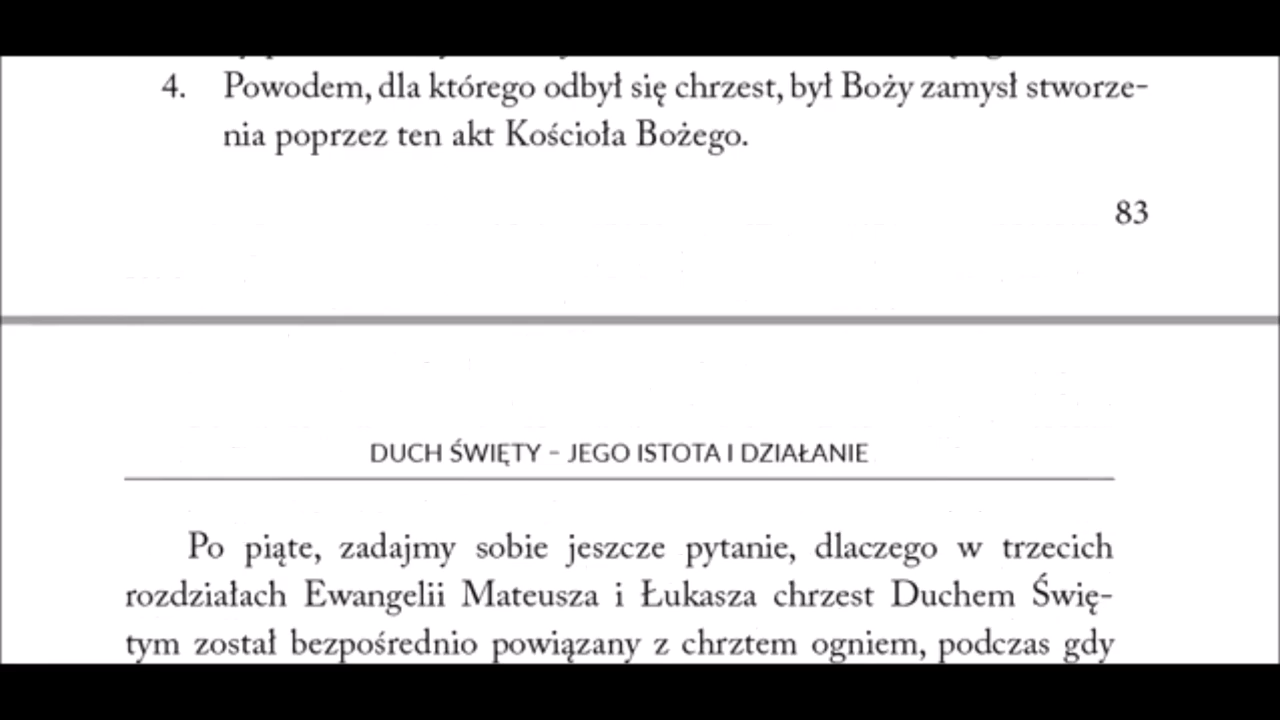 4. Powodem, dla którego odbył się chrzest, był Boży zamysł stworze-
nia poprzez ten akt Kościoła Bożego.
83
DUCH ŚWIĘTY – JEGO ISTOTA I DZIAŁANIE
Po piąte, zadajmy sobie jeszcze pytanie, dlaczego w trzecich
rozdziałach Ewangelii Mateusza i Łukasza chrzest Duchem Świę-
tym został bezpośrednio powiązany z chrztem ogniem, podczas gdy